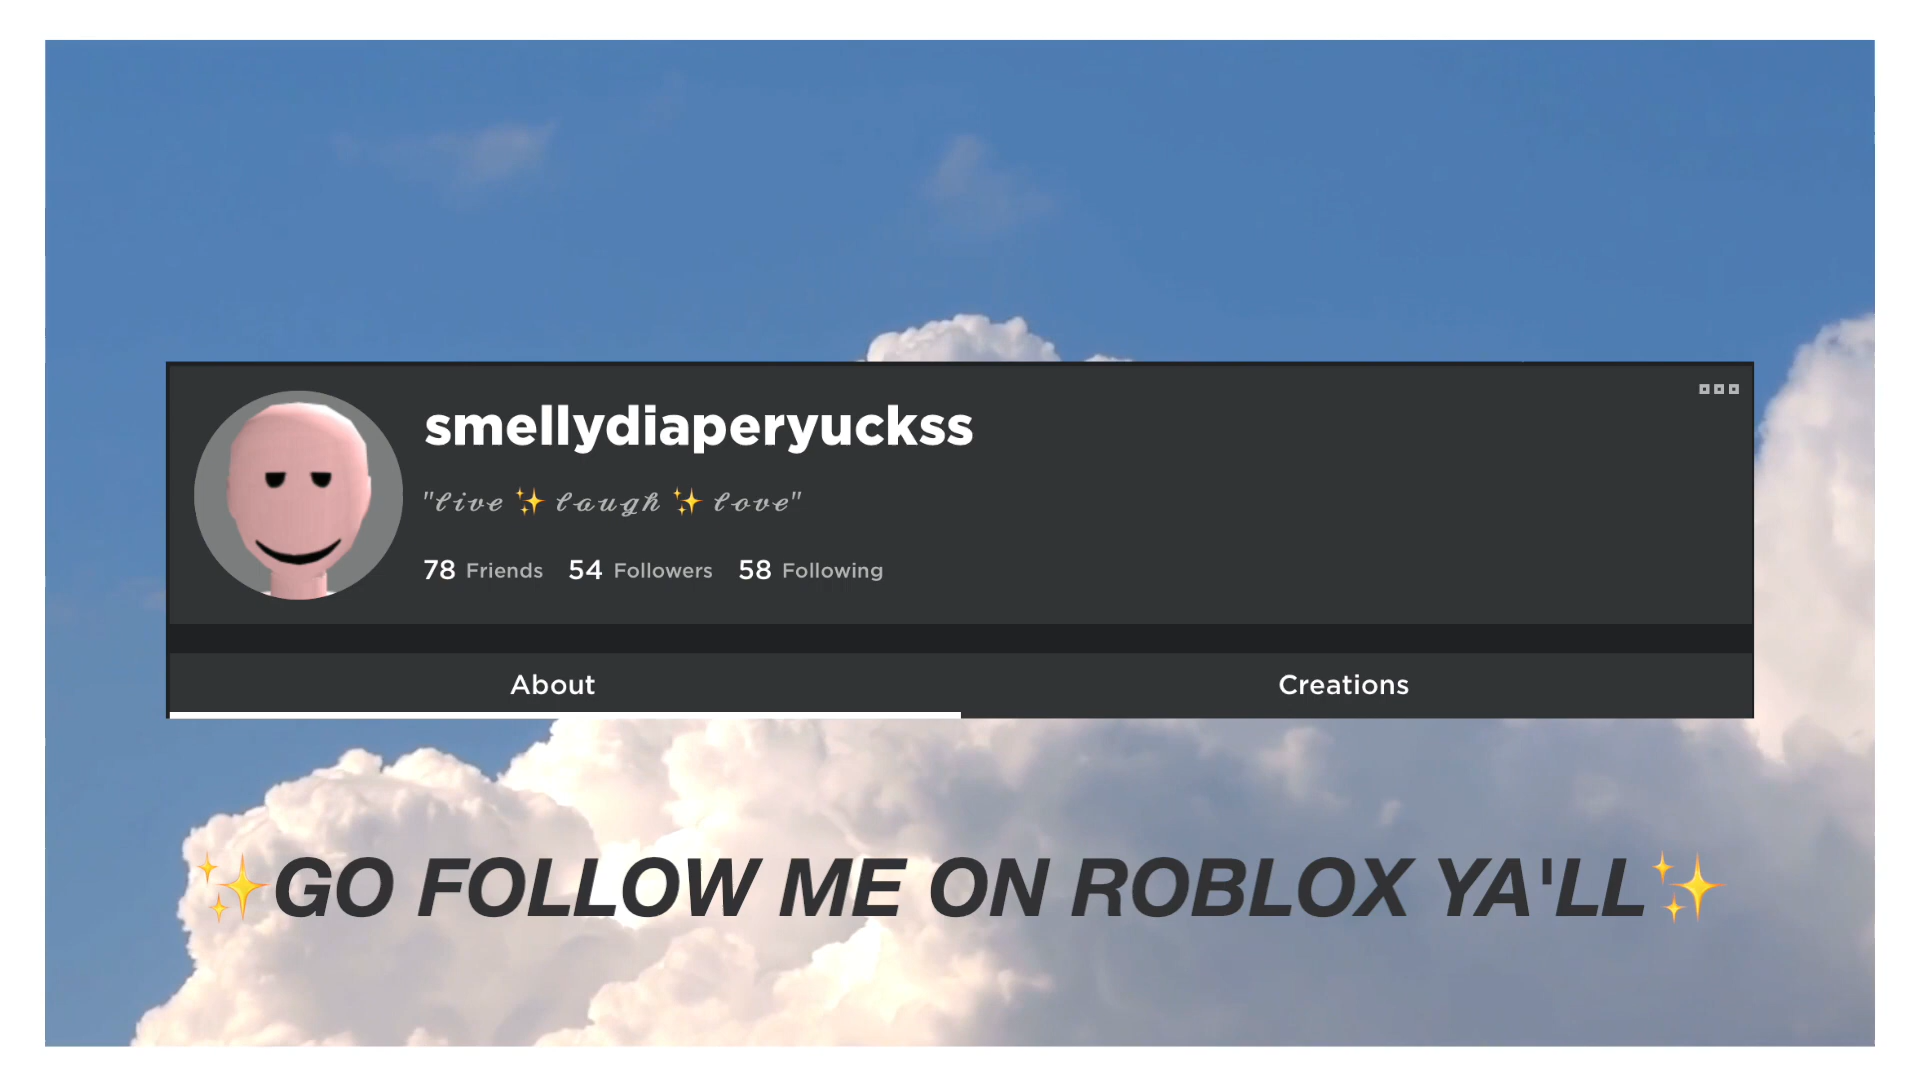 smellydiaperyuckss
"𝓁𝒾𝓋𝑒 ✨ 𝓁𝒶𝓊𝑔𝒽 ✨ 𝓁𝑜𝓋𝑒"
78 Friends 54 Followers 58 Following
About Creations
✨GO FOLLOW ME ON ROBLOX YA'LL✨